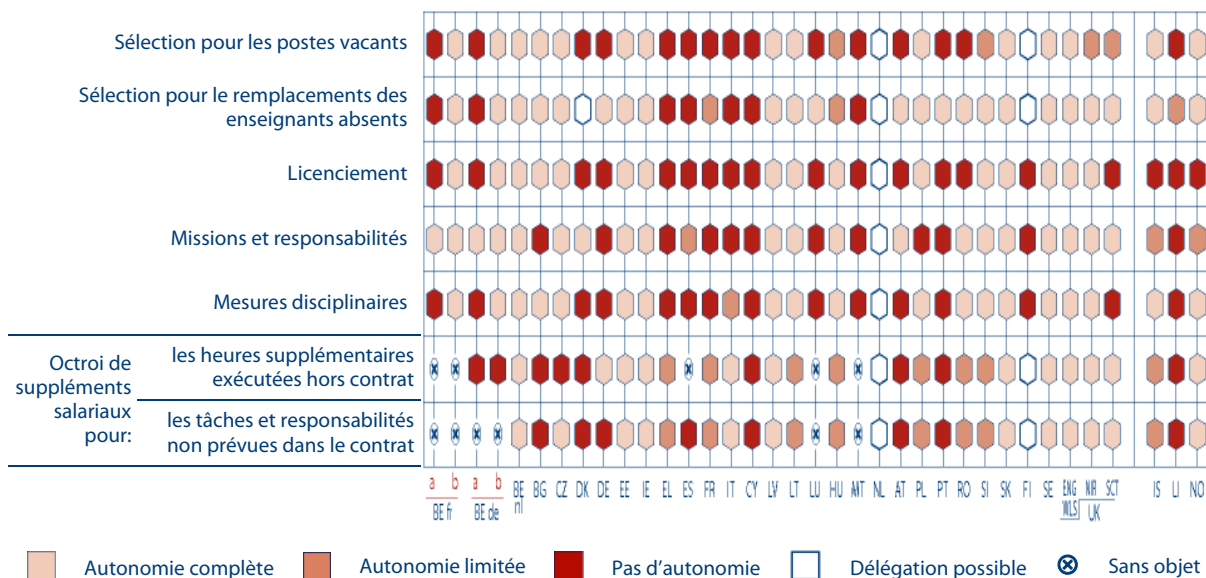 Sélection pour les postes vacants
Sélection pour le remplacements des
enseignants absents
Licenciement
Missions et responsabilités
Mesures disciplinaires
Octroi de
suppléments
salariaux
pour:
les heures supplémentaires
exécutées hors contrat
les tâches et responsabilités
non prévues dans le contrat
a b a b BE BG CZ DK DE EE IE EL ES FR IT CY LV LT LU HU MT NL AT PL PT RO SI SK FI SE ENG NIR SCT IS LI NO
BE fr BE de nl WLS UK
Autonomie complète Autonomie limitée Pas d'autonomie Délégation possible Sans objet